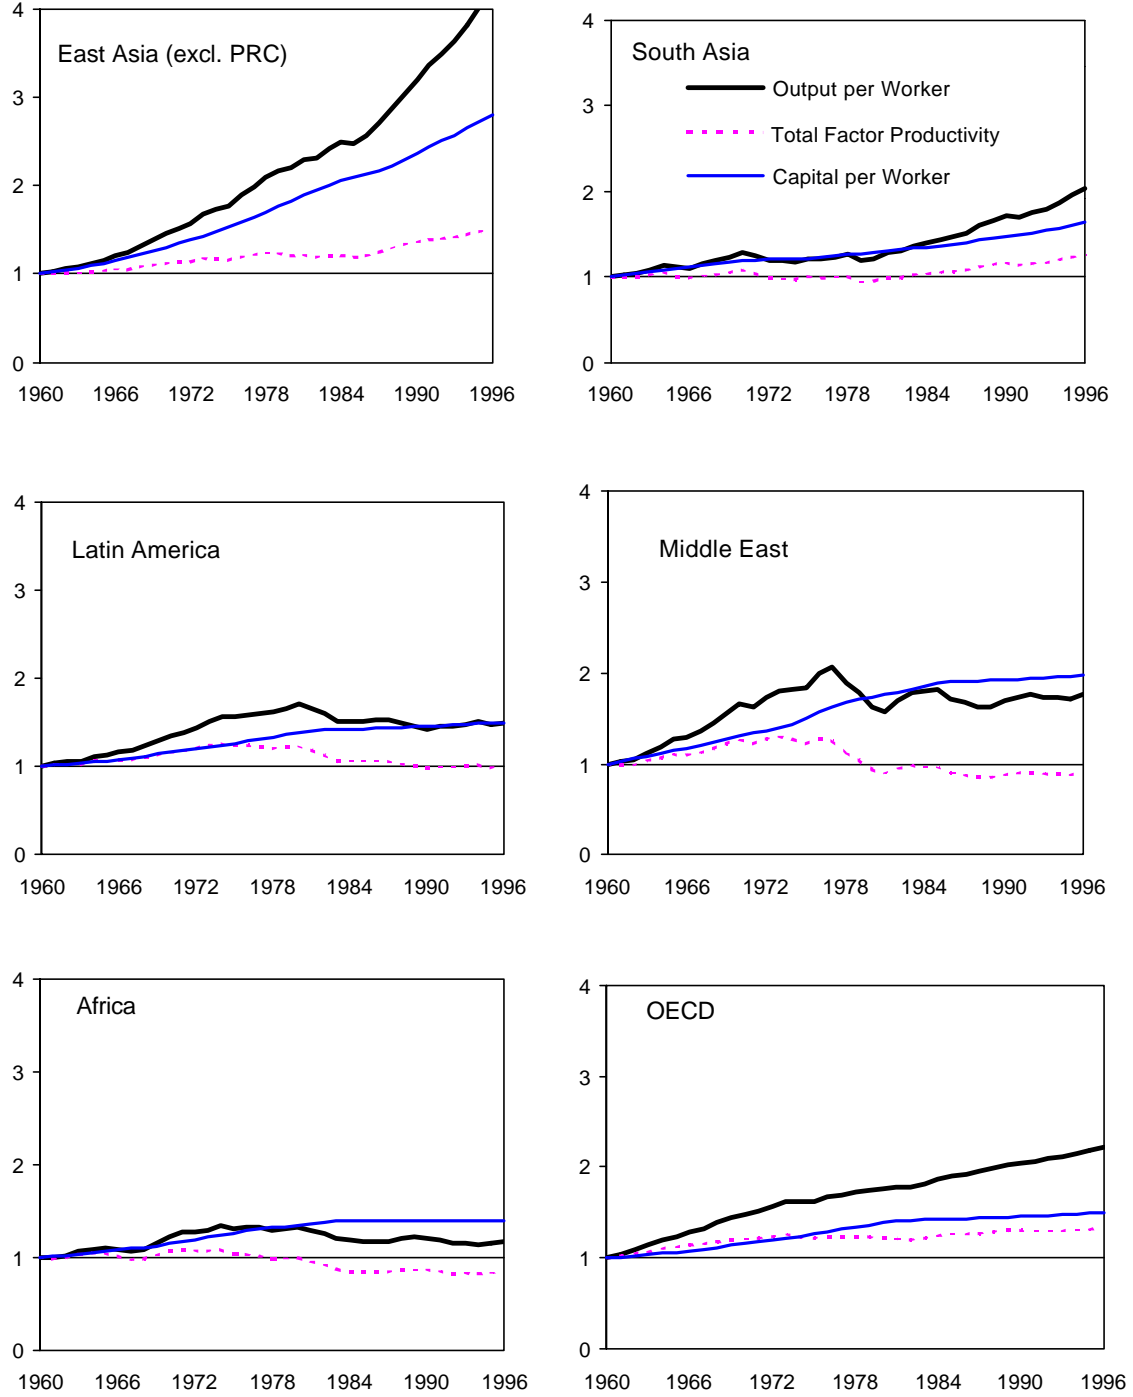 East Asia (excl. PRC)
4
3
2
1
0
1960 1966 1972 1978 1984 1990 1996
South Asia
Output per Worker
Total Factor Productivity
Capital per Worker
4
3
2
1
0
1960 1966 1972 1978 1984 1990 1996
Latin America
4
3
2
1
0
1960 1966 1972 1978 1984 1990 1996
Middle East
4
3
2
1
0
1960 1966 1972 1978 1984 1990 1996
Africa
4
3
2
1
0
1960 1966 1972 1978 1984 1990 1996
OECD
4
3
2
1
0
1960 1966 1972 1978 1984 1990 1996